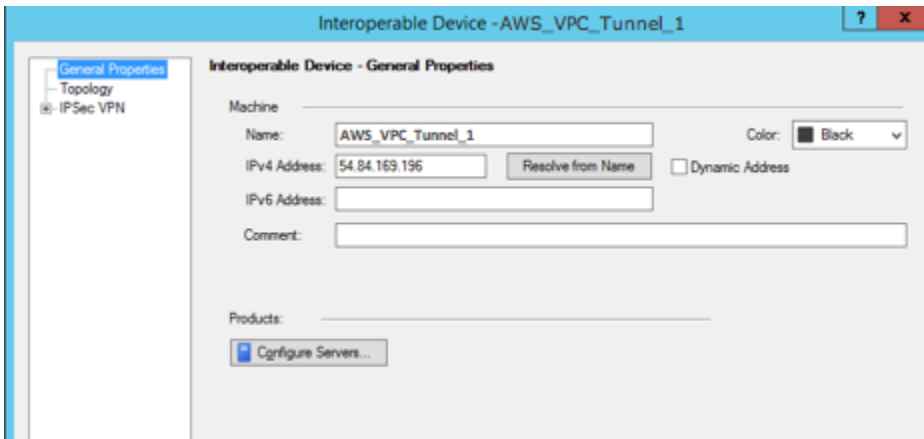 Interoperable Device -AWS_VPC_Tunnel_1
? x
General Properties
Topology
IPSec VPN
Interoperable Device - General Properties
Machine
Name: AWS_VPC_Tunnel_1 Color: Black
IPv4 Address: 54.84.169.196 Resolve from Name Dynamic Address
IPv6 Address:
Comment:
Products:
Configure Servers...